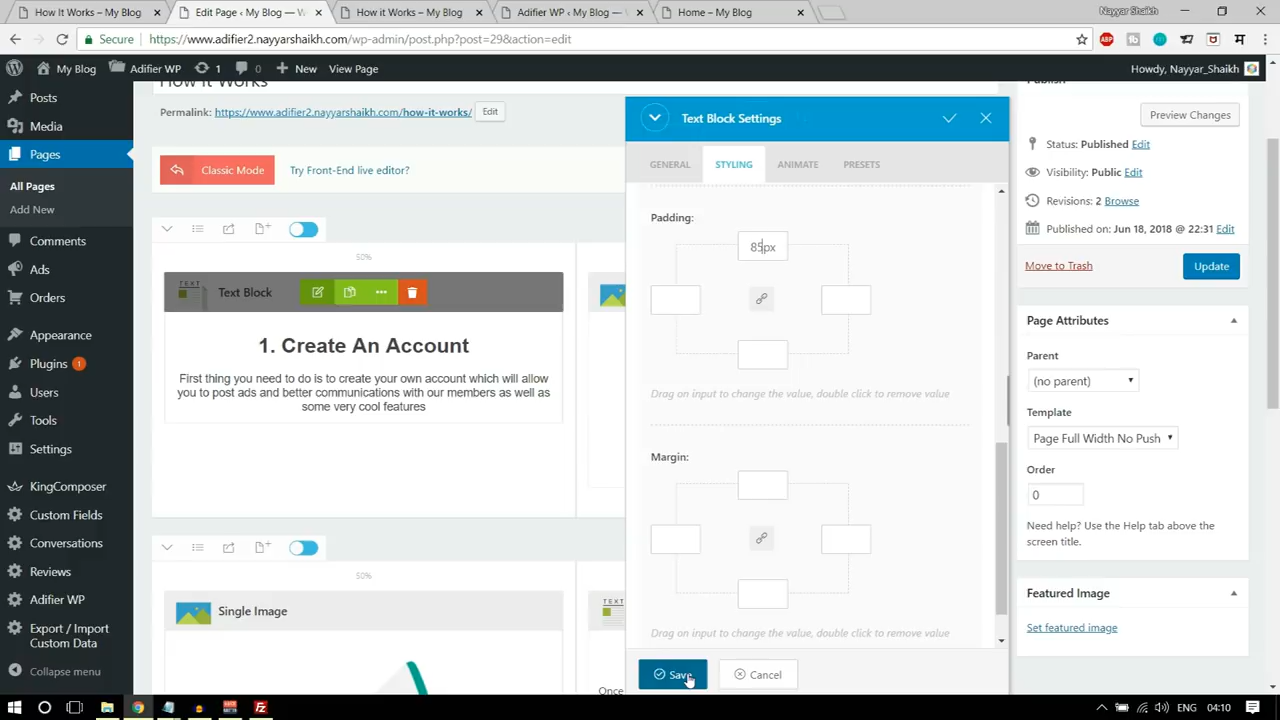 How It Works – My Blog
Edit Page ‹ My Blog —
How it Works – My Blog
Adifier WP ‹ My Blog —
Home – My Blog
Nayyar Shaikh
Secure
https://www.adifier2.nayyarshaikh.com/wp-admin/post.php?post=29&action=edit
ABP
My Blog
Adifier WP
1
New
View Page
Howdy, Nayyar_Shaikh
Posts
Media
Pages
All Pages
Add New
Comments
Ads
Orders
Appearance
Plugins 1
Users
Tools
Settings
KingComposer
Custom Fields
Conversations
Reviews
Adifier WP
Export / Import
Custom Data
Collapse menu
How It Works
Permalink: https://www.adifier2.nayyarshaikh.com/how-it-works/ Edit
Classic Mode
Try Front-End live editor?
50%
TEXT
Text Block
1. Create An Account
First thing you need to do is to create your own account which will allow
you to post ads and better communications with our members as well as
some very cool features
50%
Single Image
TEXT
Once
Text Block Settings
GENERAL
STYLING
ANIMATE
PRESETS
Padding:
85px
Drag on input to change the value, double click to remove value
Margin:
Drag on input to change the value, double click to remove value
Save
Cancel
Publish
Preview Changes
Status: Published Edit
Visibility: Public Edit
Revisions: 2 Browse
Published on: Jun 18, 2018 @ 22:31 Edit
Move to Trash
Update
Page Attributes
Parent
(no parent)
Template
Page Full Width No Push
Order
0
Need help? Use the Help tab above the
screen title.
Featured Image
Set featured image
ENG
04:10